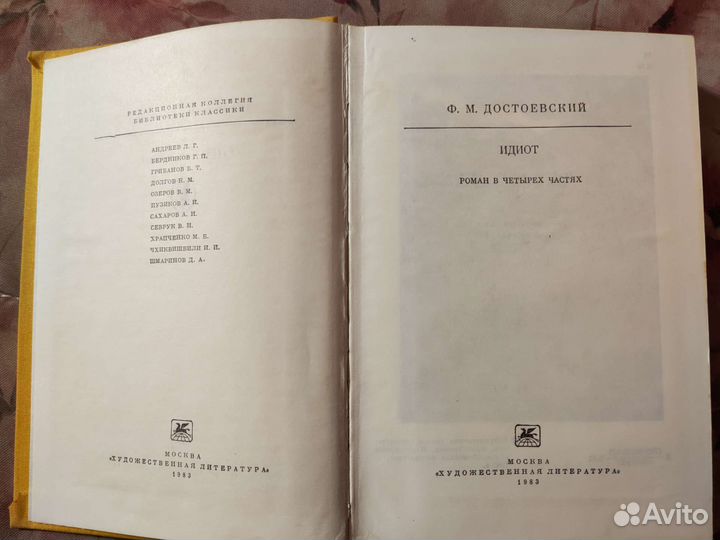 РЕДАКЦИОННАЯ КОЛЛЕГИЯ
БИБЛИОТЕКИ КЛАССИКИ
АНДРЕЕВ Л. Г.
БЕРДНИКОВ Г. П.
ГРИБАНОВ Б. Т.
ДОЛГОВ Н. М.
ОЗЕРОВ В. М.
ПУЗИКОВ А. И.
САХАРОВ А. Н.
СЕВРУК В. Н.
ХРАПЧЕНКО М. Б.
ЧХИКВИШВИЛИ И. И.
ШМАРИНОВ Д. А.
МОСКВА
«ХУДОЖЕСТВЕННАЯ ЛИТЕРАТУРА»
1983
Ф. М. ДОСТОЕВСКИЙ
ИДИОТ
РОМАН В ЧЕТЫРЕХ ЧАСТЯХ
МОСКВА
«ХУДОЖЕСТВЕННАЯ ЛИТЕРАТУРА»
1983
Avito